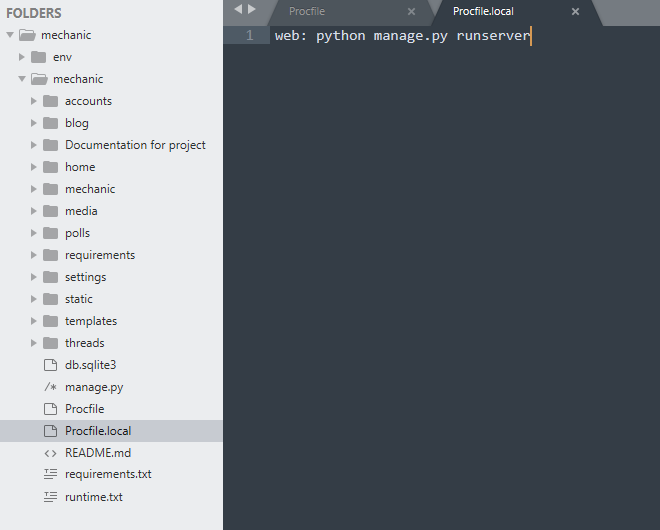 FOLDERS
mechanic
env
mechanic
accounts
blog
Documentation for project
home
mechanic
media
polls
requirements
settings
static
templates
threads
db.sqlite3
/* manage.py
Procfile
Procfile.local
<> README.md
requirements.txt
runtime.txt
Procfile ×
Procfile.local ×
1 web: python manage.py runserver